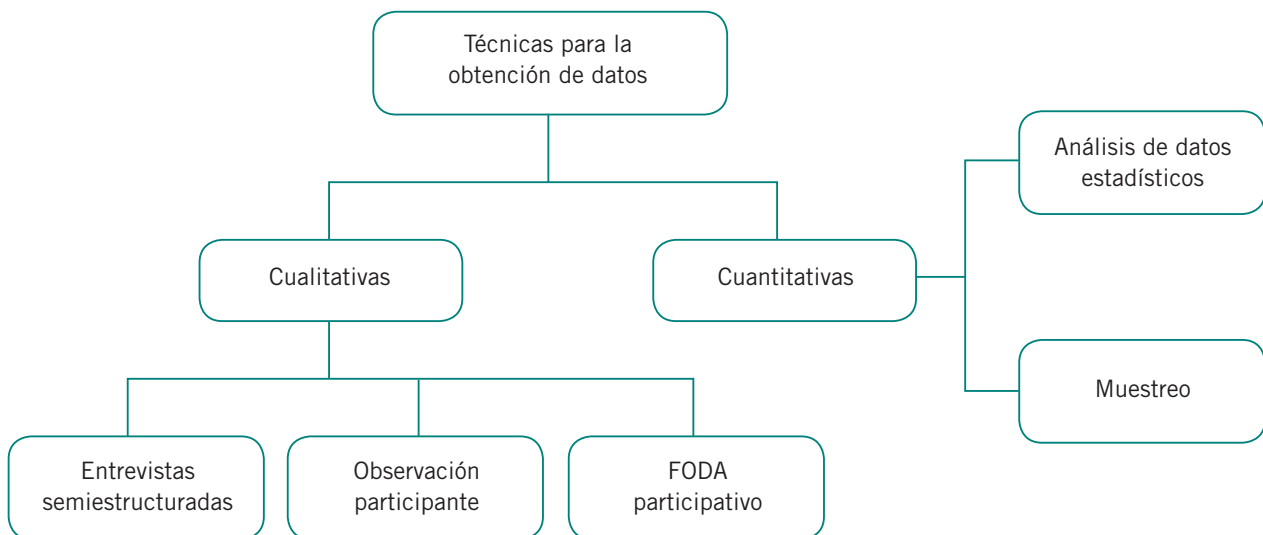 Técnicas para la
obtención de datos
Análisis de datos
estadísticos
Cualitativas
Cuantitativas
Muestreo
Entrevistas
semiestructuradas
Observación
participante
FODA
participativo